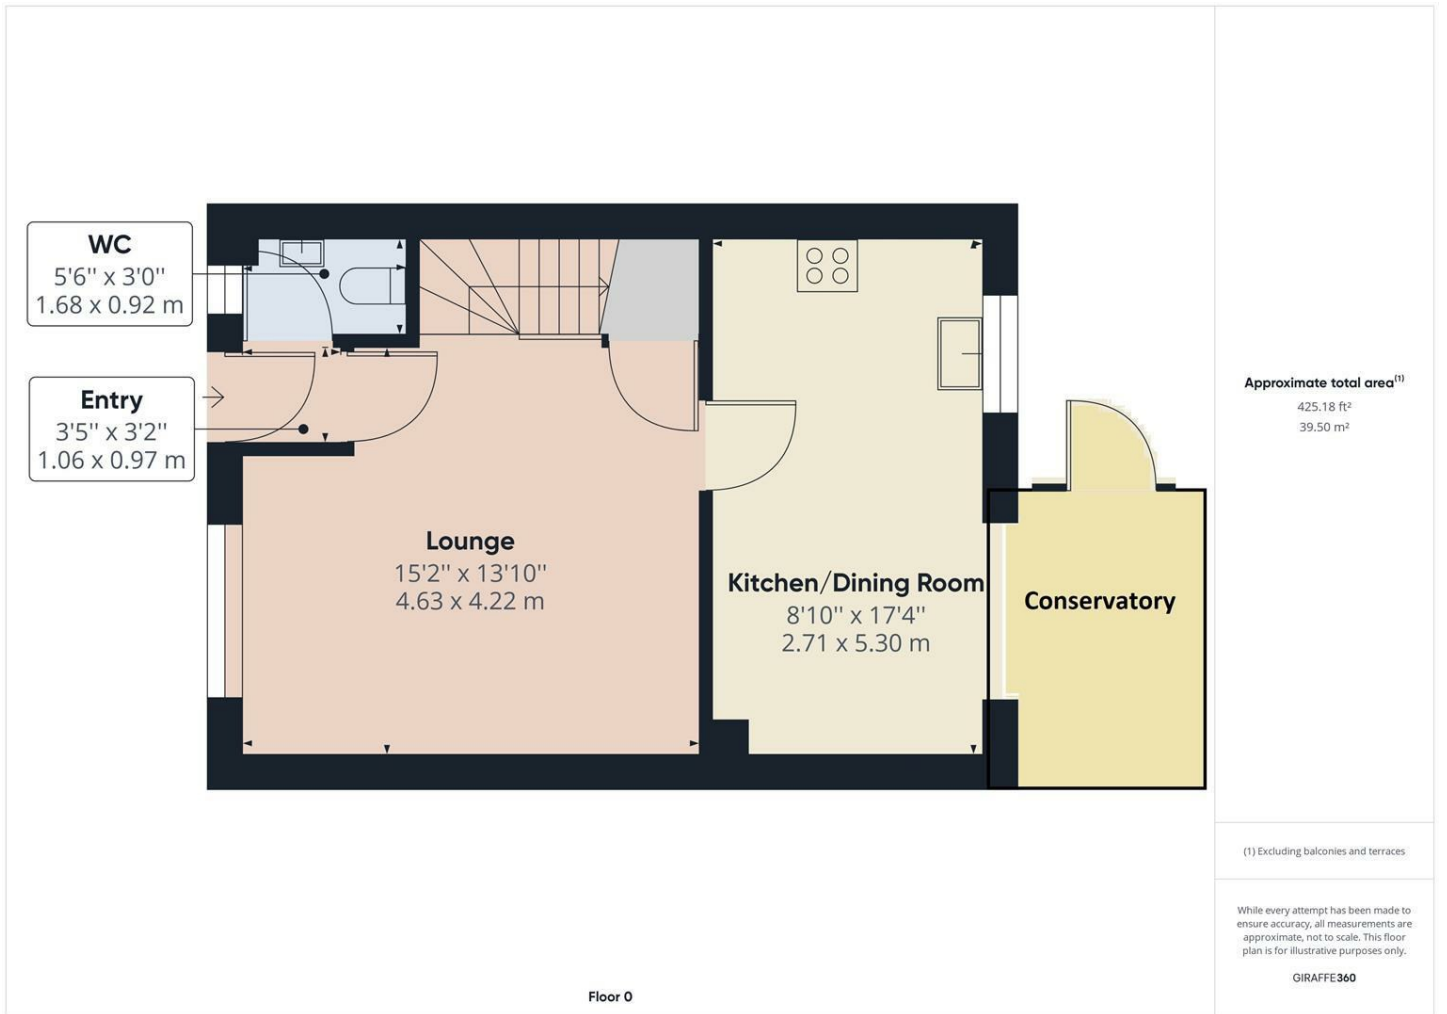 WC
5'6'' x 3'0''
1.68 x 0.92 m
Entry
3'5'' x 3'2''
1.06 x 0.97 m
Lounge
15'2'' x 13'10''
4.63 x 4.22 m
Kitchen/Dining Room
8'10'' x 17'4''
2.71 x 5.30 m
Conservatory
Floor 0
Approximate total area(1)
425.18 ft²
39.50 m²
(1) Excluding balconies and terraces
While every attempt has been made to
ensure accuracy, all measurements are
approximate, not to scale. This floor
plan is for illustrative purposes only.
GIRAFFE360